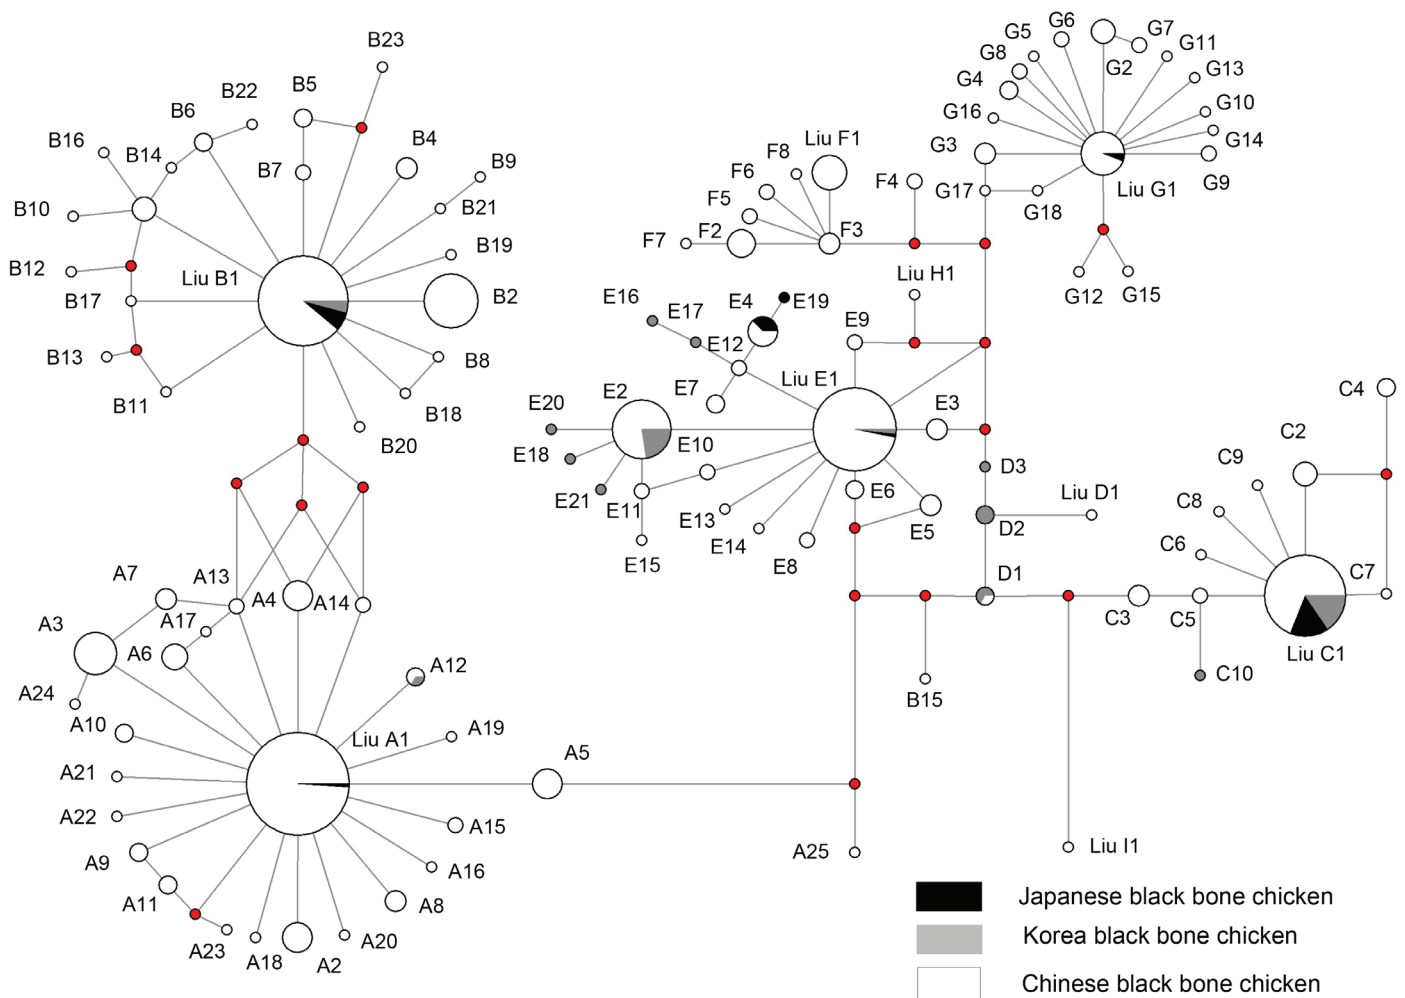 B23
B5
B22
B6
B16
B14
B7
B4
B9
B10
B21
B19
B12
Liu B1
B17
B2
B13
B8
B11
B18
B20
G6
G7
G5
G11
G8
G2
G4
G13
G16
G10
G14
G3
G9
G17
Liu G1
G18
G12
G15
Liu F1
F8
F6
F4
F5
F2
F3
F7
Liu H1
E16
E4
E19
E17
E9
E12
Liu E1
E7
E2
E3
E20
E10
E18
D3
E21
E6
E11
E13
E5
E14
E15
E8
Liu D1
D2
D1
C4
C2
C9
C8
C6
C7
C3
C5
Liu C1
C10
B15
A7
A13
A4
A14
A17
A3
A6
A12
A24
A10
A19
Liu A1
A5
A21
A22
A15
A9
A16
A11
A8
A23
A18
A2
A20
A25
Liu I1
Japanese black bone chicken
Korea black bone chicken
Chinese black bone chicken